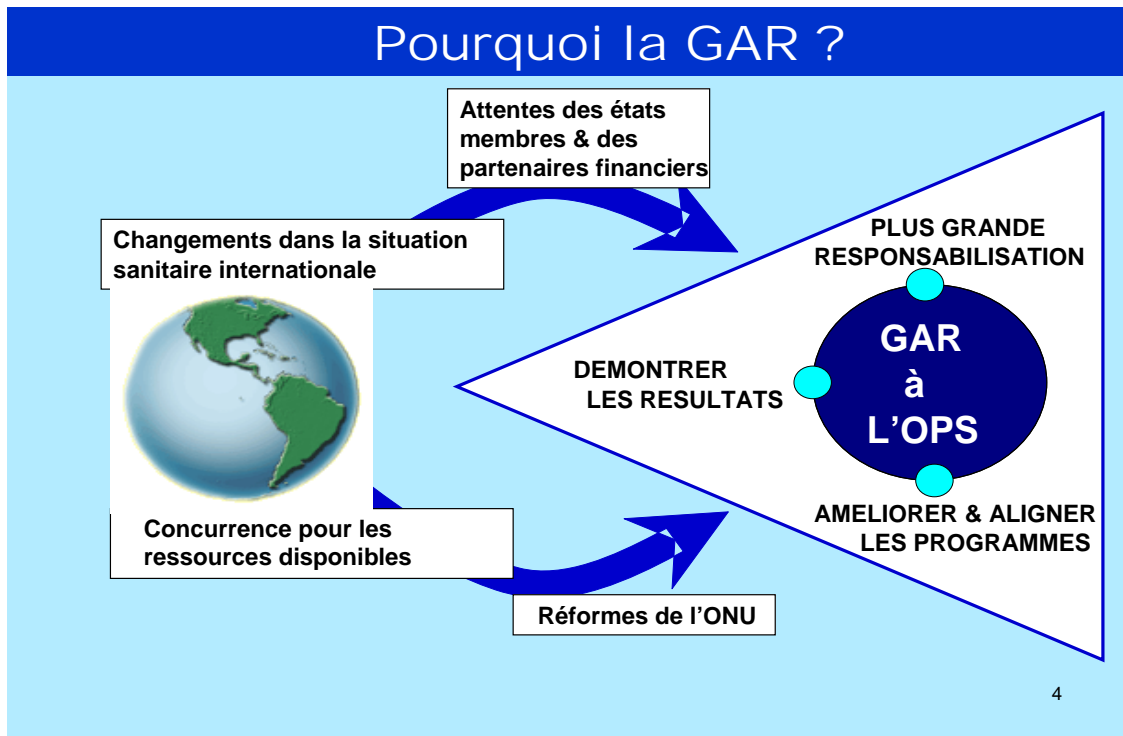 Pourquoi la GAR ?
Attentes des états
membres & des
partenaires financiers
Changements dans la situation
sanitaire internationale
Concurrence pour les
ressources disponibles
Réformes de l’ONU
DEMONTRER
LES RESULTATS
PLUS GRANDE
RESPONSABILISATION
GAR
à
L’OPS
AMELIORER & ALIGNER
LES PROGRAMMES
4